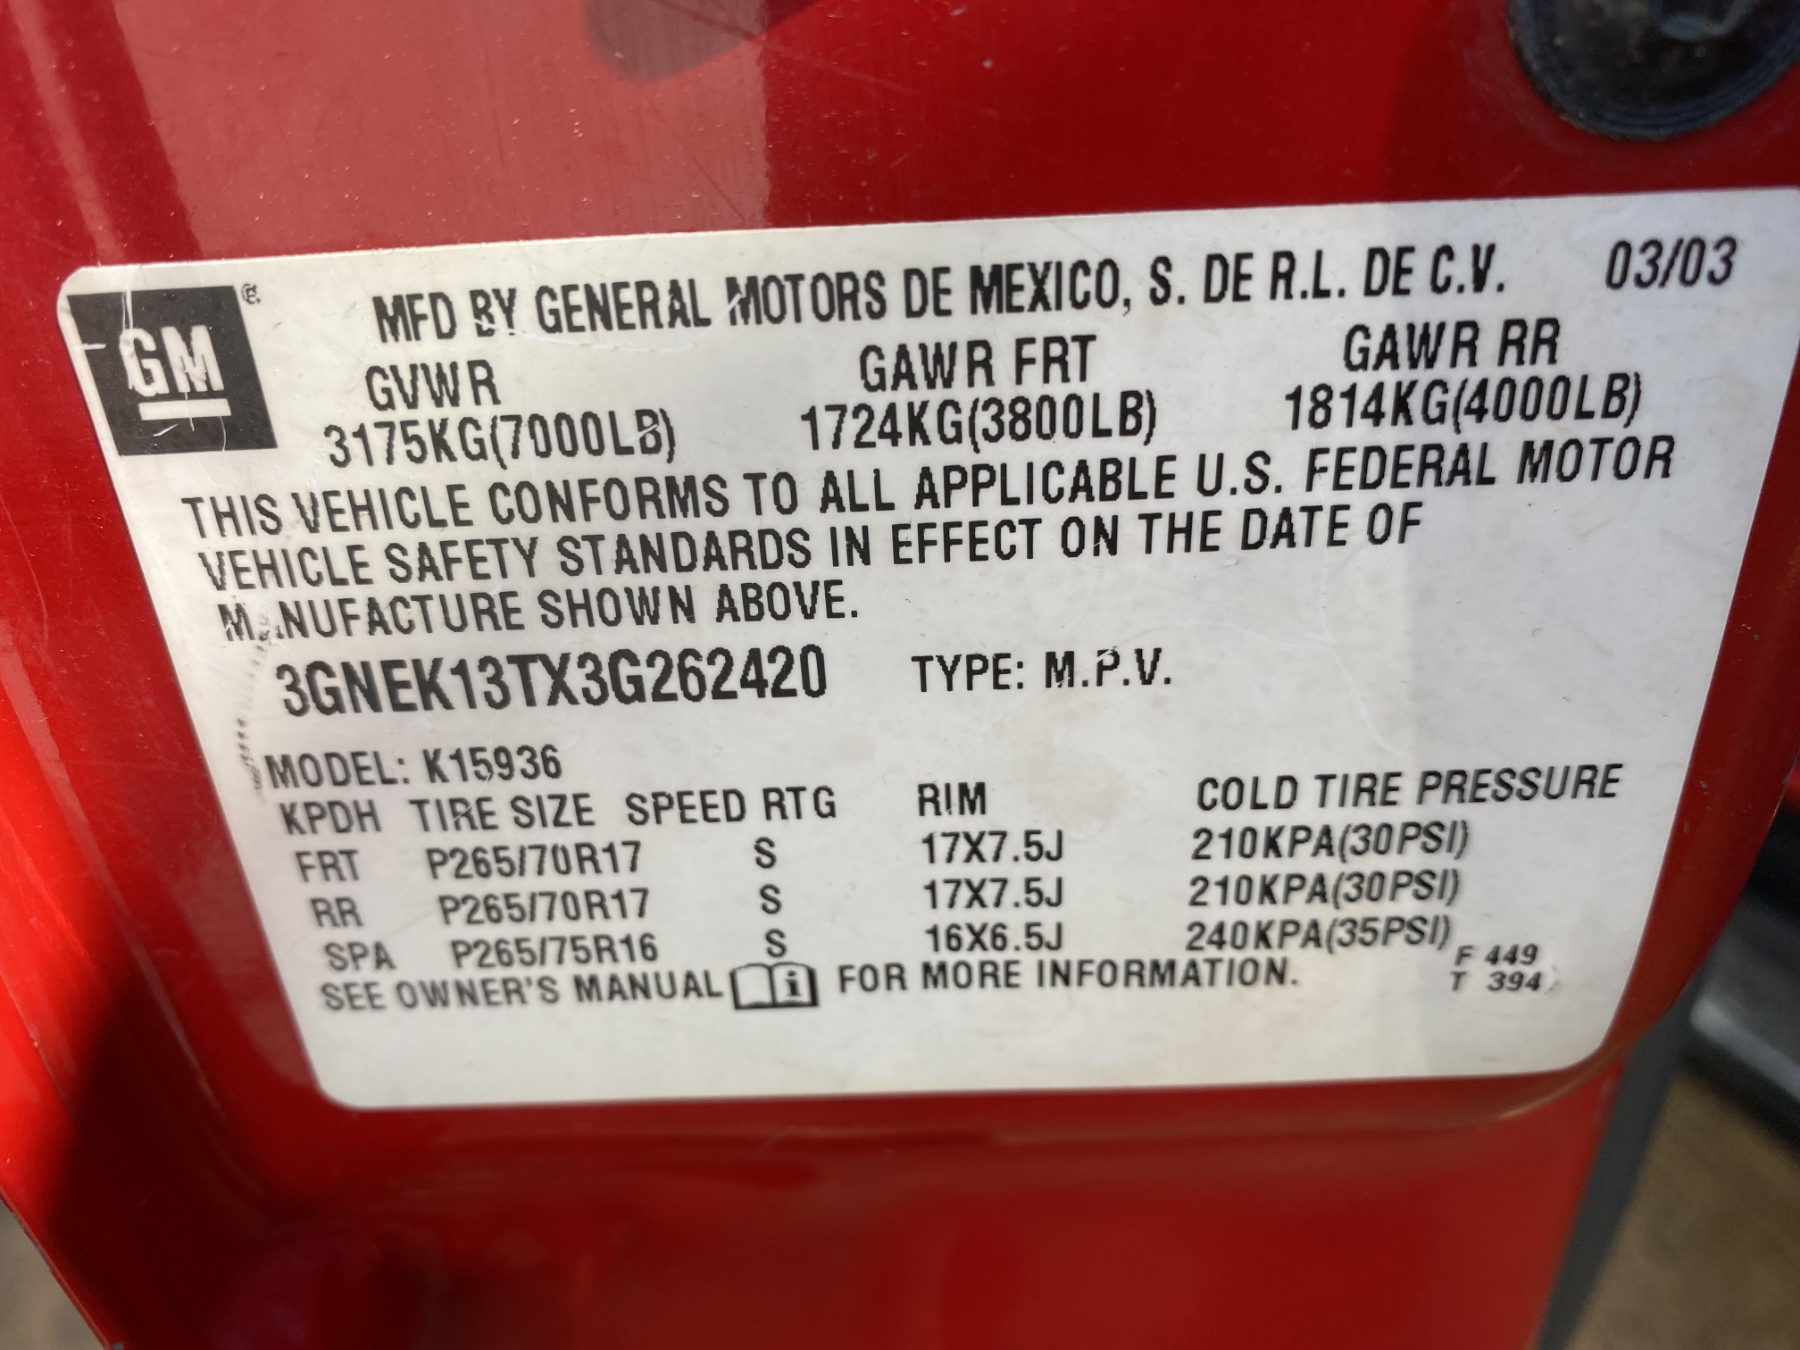 GM
MFD BY GENERAL MOTORS DE MEXICO, S. DE R.L. DE C.V. 03/03
GVWR GAWR FRT GAWR RR
3175KG(7000LB) 1724KG(3800LB) 1814KG(4000LB)
THIS VEHICLE CONFORMS TO ALL APPLICABLE U.S. FEDERAL MOTOR
VEHICLE SAFETY STANDARDS IN EFFECT ON THE DATE OF
MANUFACTURE SHOWN ABOVE.
3GNEK13TX3G262420 TYPE: M.P.V.
MODEL: K15936
KPDH TIRE SIZE SPEED RTG RIM COLD TIRE PRESSURE
FRT P265/70R17 S 17X7.5J 210KPA(30PSI)
RR P265/70R17 S 17X7.5J 210KPA(30PSI)
SPA P265/75R16 S 16X6.5J 240KPA(35PSI)
SEE OWNER'S MANUAL i FOR MORE INFORMATION.
F 449
T 394